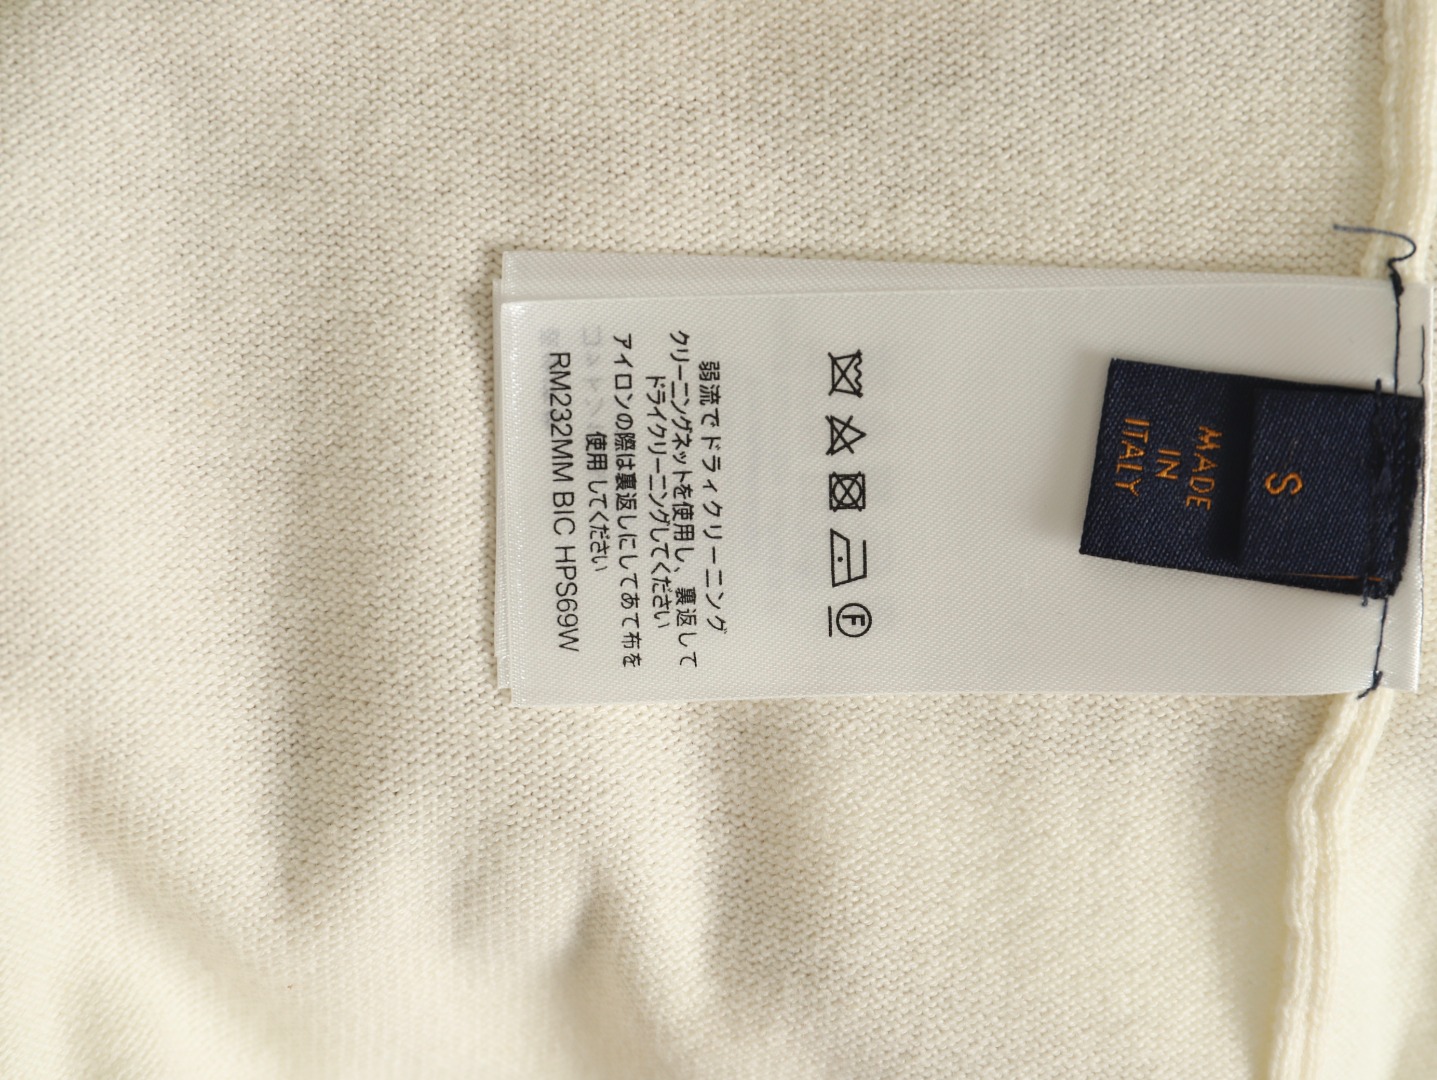 S
MADE
IN
ITALY
F
弱流でドライクリーニング
クリーニングネットを使用し、裏返して
ドライクリーニングしてください
アイロンの際は裏返しにしてあて布を
使用してください
RM232MM BIC HPS69W